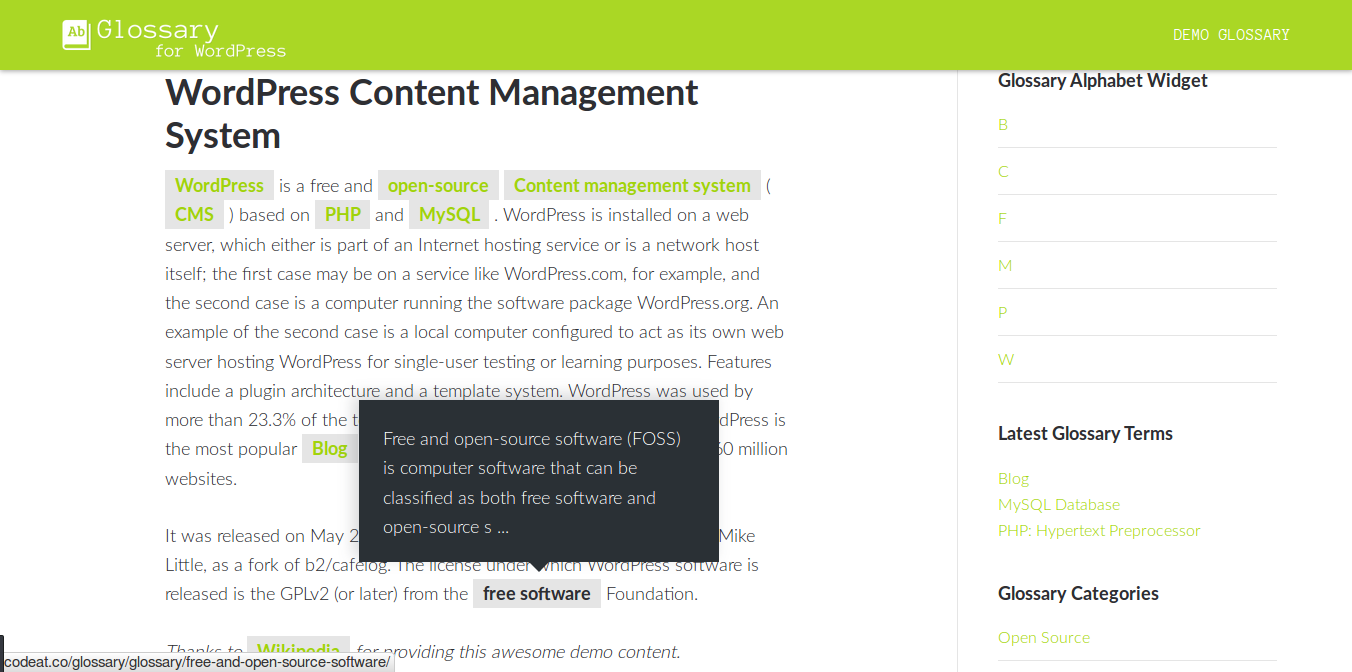 Ab Glossary
for WordPress
DEMO GLOSSARY
WordPress Content Management
System
WordPress is a free and open-source Content management system (
CMS ) based on PHP and MySQL . WordPress is installed on a web
server, which either is part of an Internet hosting service or is a network host
itself; the first case may be on a service like WordPress.com, for example, and
the second case is a computer running the software package WordPress.org. An
example of the second case is a local computer configured to act as its own web
server hosting WordPress for single-user testing or learning purposes. Features
include a plugin architecture and a template system. WordPress was used by
more than 23.3% of the t dPress is
the most popular Blog 60 million
websites.
Free and open-source software (FOSS)
is computer software that can be
classified as both free software and
open-source s ...
It was released on May 2 Mike
Little, as a fork of b2/cafelog. The license under which WordPress software is
released is the GPLv2 (or later) from the free software Foundation.
Thanks to Wikipedia for providing this awesome demo content.
codeat.co/glossary/glossary/free-and-open-source-software/
Glossary Alphabet Widget
B
C
F
M
P
W
Latest Glossary Terms
Blog
MySQL Database
PHP: Hypertext Preprocessor
Glossary Categories
Open Source